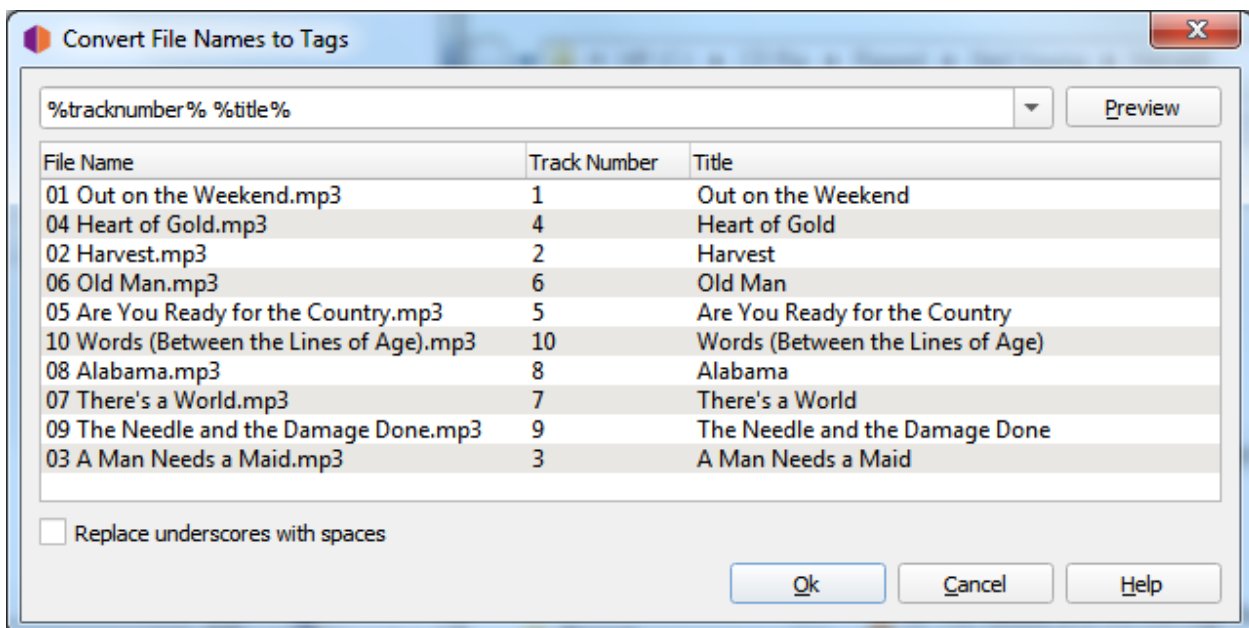 Convert File Names to Tags
%tracknumber% %title% Preview
File Name Track Number Title
01 Out on the Weekend.mp3 1 Out on the Weekend
04 Heart of Gold.mp3 4 Heart of Gold
02 Harvest.mp3 2 Harvest
06 Old Man.mp3 6 Old Man
05 Are You Ready for the Country.mp3 5 Are You Ready for the Country
10 Words (Between the Lines of Age).mp3 10 Words (Between the Lines of Age)
08 Alabama.mp3 8 Alabama
07 There's a World.mp3 7 There's a World
09 The Needle and the Damage Done.mp3 9 The Needle and the Damage Done
03 A Man Needs a Maid.mp3 3 A Man Needs a Maid
Replace underscores with spaces
Ok Cancel Help